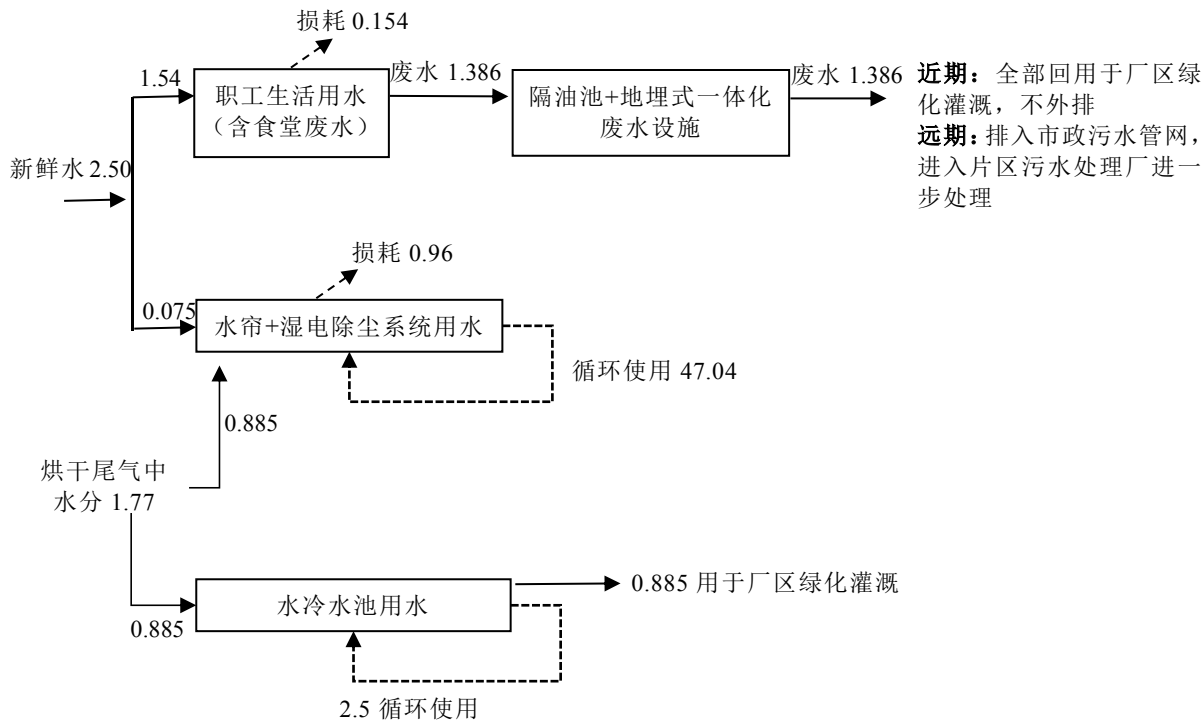 损耗 0.154
1.54
职工生活用水
（含食堂废水）
废水 1.386
隔油池+地埋式一体化
废水设施
废水 1.386
近期：全部回用于厂区绿
化灌溉，不外排
远期：排入市政污水管网，
进入片区污水处理厂进一
步处理
新鲜水 2.50
损耗 0.96
0.075
水帘+湿电除尘系统用水
循环使用 47.04
0.885
烘干尾气中
水分 1.77
0.885 用于厂区绿化灌溉
水冷水池用水
0.885
2.5 循环使用